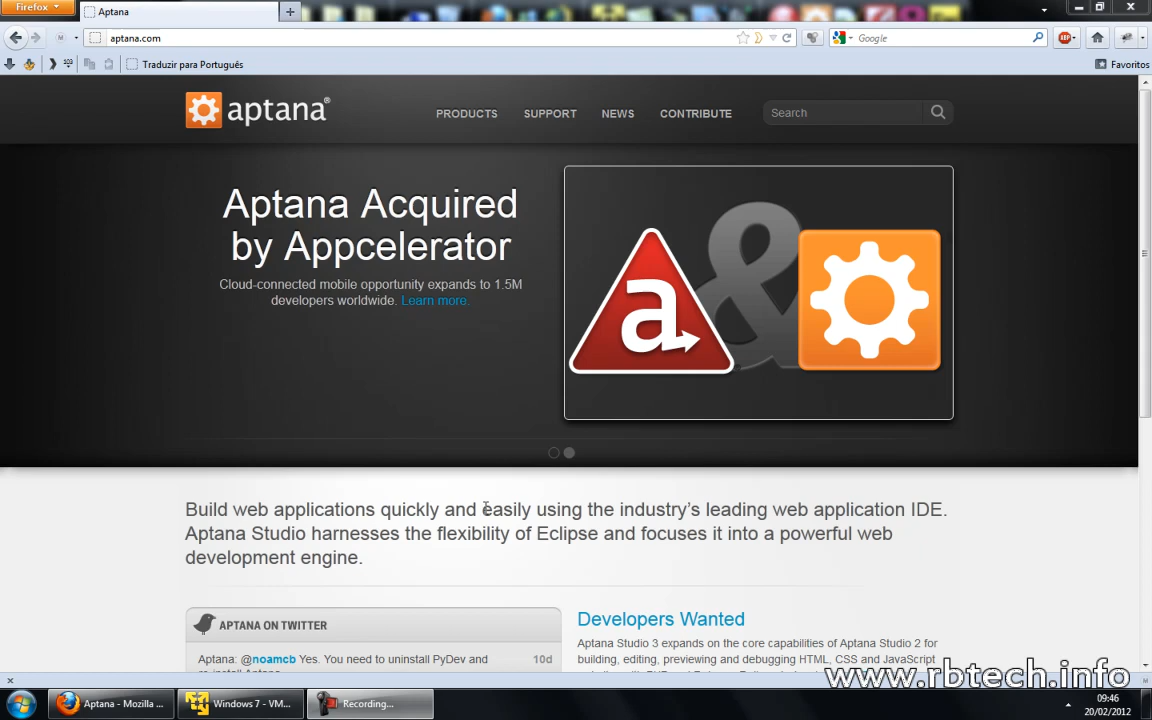 Firefox
Aptana
aptana.com
Google
Traduzir para Português
Favoritos
aptana®
PRODUCTS
SUPPORT
NEWS
CONTRIBUTE
Search
Aptana Acquired
by Appcelerator
Cloud-connected mobile opportunity expands to 1.5M
developers worldwide. Learn more.
a
&
Build web applications quickly and easily using the industry's leading web application IDE.
Aptana Studio harnesses the flexibility of Eclipse and focuses it into a powerful web
development engine.
APTANA ON TWITTER
Aptana: @noamcb Yes. You need to uninstall PyDev and
10d
Developers Wanted
Aptana Studio 3 expands on the core capabilities of Aptana Studio 2 for
building, editing, previewing and debugging HTML, CSS and JavaScript
www.rbtech.info
Aptana - Mozilla ...
Windows 7 - VM...
Recording...
09:46
20/02/2012